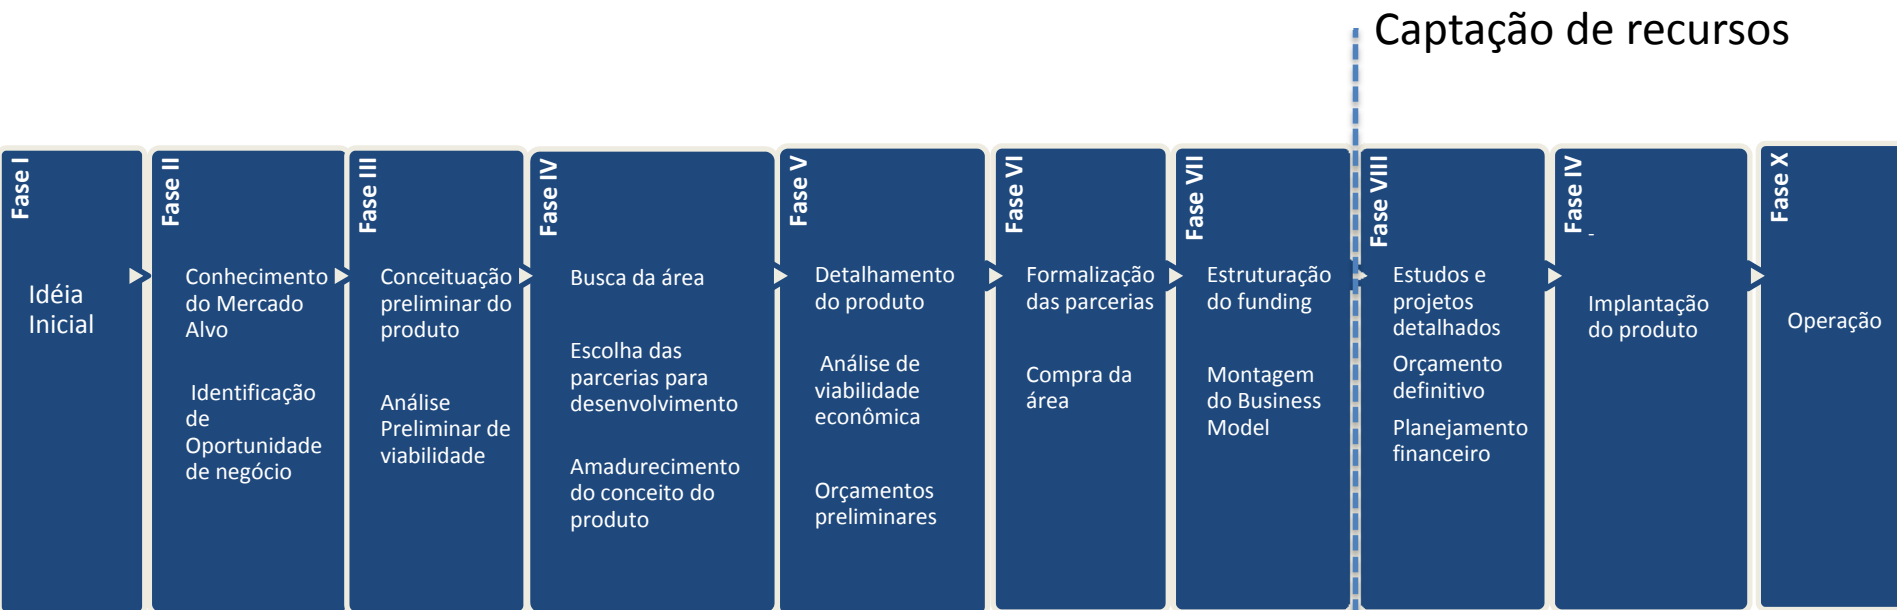 Captação de recursos
Fase I
Idéia
Inicial
Fase II
Conhecimento
do Mercado
Alvo
Identificação
de
Oportunidade
de negócio
Fase III
Conceituação
preliminar do
produto
Análise
Preliminar de
viabilidade
Fase IV
Busca da área
Escolha das
parcerias para
desenvolvimento
Amadurecimento
do conceito do
produto
Fase V
Detalhamento
do produto
Análise de
viabilidade
econômica
Orçamentos
preliminares
Fase VI
Formalização
das parcerias
Compra da
área
Fase VII
Estruturação
do funding
Montagem
do Business
Model
Fase VIII
Estudos e
projetos
detalhados
Orçamento
definitivo
Planejamento
financeiro
Fase IV
-
Implantação
do produto
Fase X
Operação